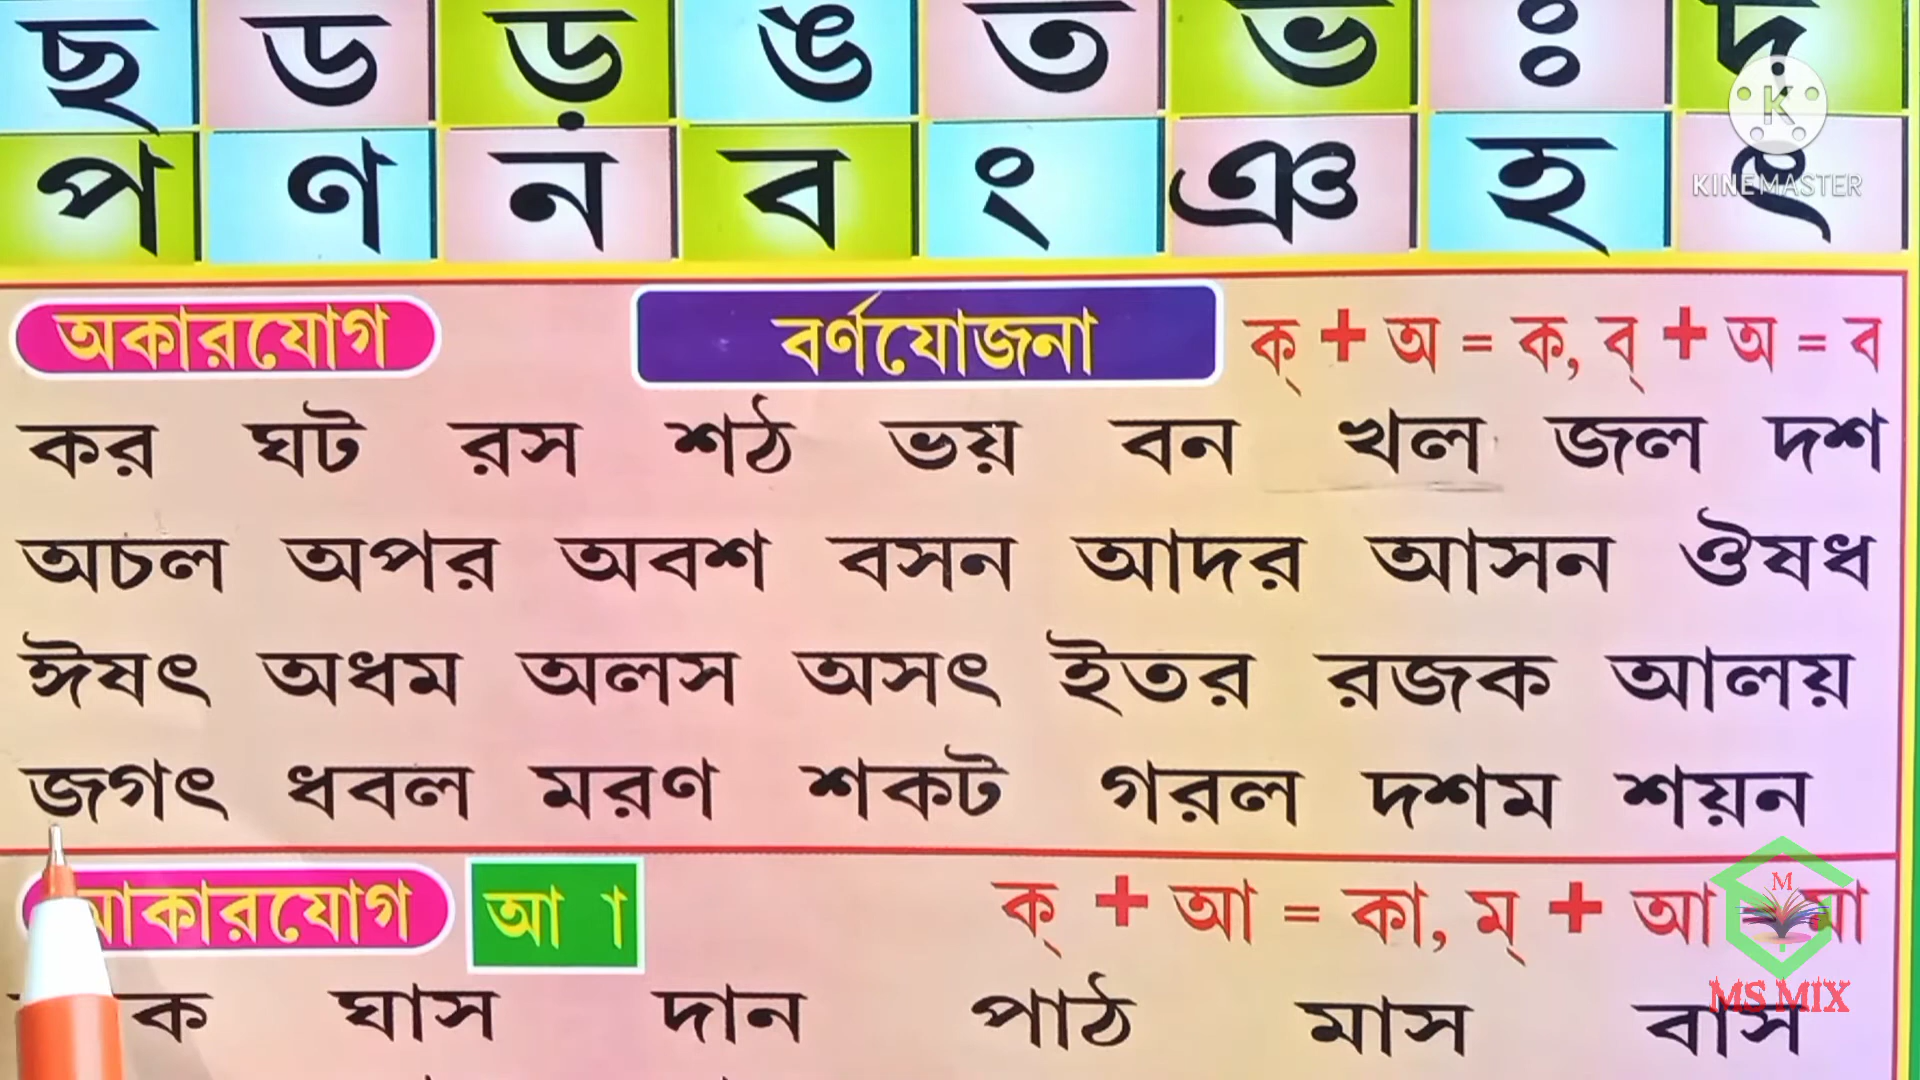 ছ ড ড় ঙ ত ভ ঃ দ
প ণ ন ব ং ঞ হ ৎ
KINEMASTER
অকারযোগ বর্ণযোজনা ক্ + অ = ক, ব্ + অ = ব
কর ঘট রস শঠ ভয় বন খল জল দশ
অচল অপর অবশ বসন আদর আসন ঔষধ
ঈষৎ অধম অলস অসৎ ইতর রজক আলয়
জগৎ ধবল মরণ শকট গরল দশম শয়ন
আকারযোগ আ া ক্ + আ = কা, ম্ + আ = মা
ঘাস দান পাঠ মাস বাস
M
MS MIX